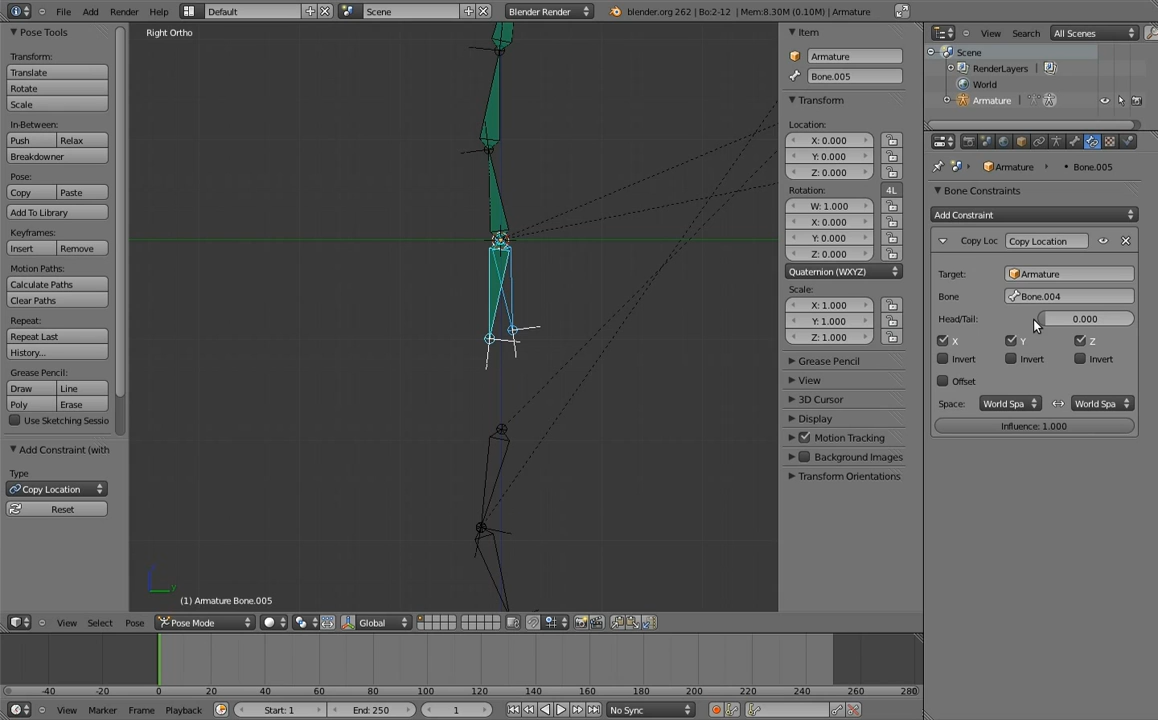 File Add Render Help Default Scene Blender Render blender.org 262 | Bo:2-12 | Mem:8.30M (0.10M) | Armature
Pose Tools
Transform:
Translate
Rotate
Scale
In-Between:
Push Relax
Breakdowner
Pose:
Copy Paste
Add To Library
Keyframes:
Insert Remove
Motion Paths:
Calculate Paths
Clear Paths
Repeat:
Repeat Last
History...
Grease Pencil:
Draw Line
Poly Erase
Use Sketching Sessio
Add Constraint (with
Type
Copy Location
Reset
Right Ortho
(1) Armature Bone.005
Item
Armature
Bone.005
Transform
Location:
X: 0.000
Y: 0.000
Z: 0.000
Rotation: 4L
W: 1.000
X: 0.000
Y: 0.000
Z: 0.000
Quaternion (WXYZ)
Scale:
X: 1.000
Y: 1.000
Z: 1.000
Grease Pencil
View
3D Cursor
Display
Motion Tracking
Background Images
Transform Orientations
View Search All Scenes
Scene
RenderLayers
World
Armature
Armature Bone.005
Bone Constraints
Add Constraint
Copy Loc Copy Location
Target: Armature
Bone Bone.004
Head/Tail: 0.000
X Y Z
Invert Invert Invert
Offset
Space: World Spa World Spa
Influence: 1.000
View Select Pose Pose Mode Global
-40 -20 0 20 40 60 80 100 120 140 160 180 200 220 240 260 280
View Marker Frame Playback Start: 1 End: 250 1 No Sync